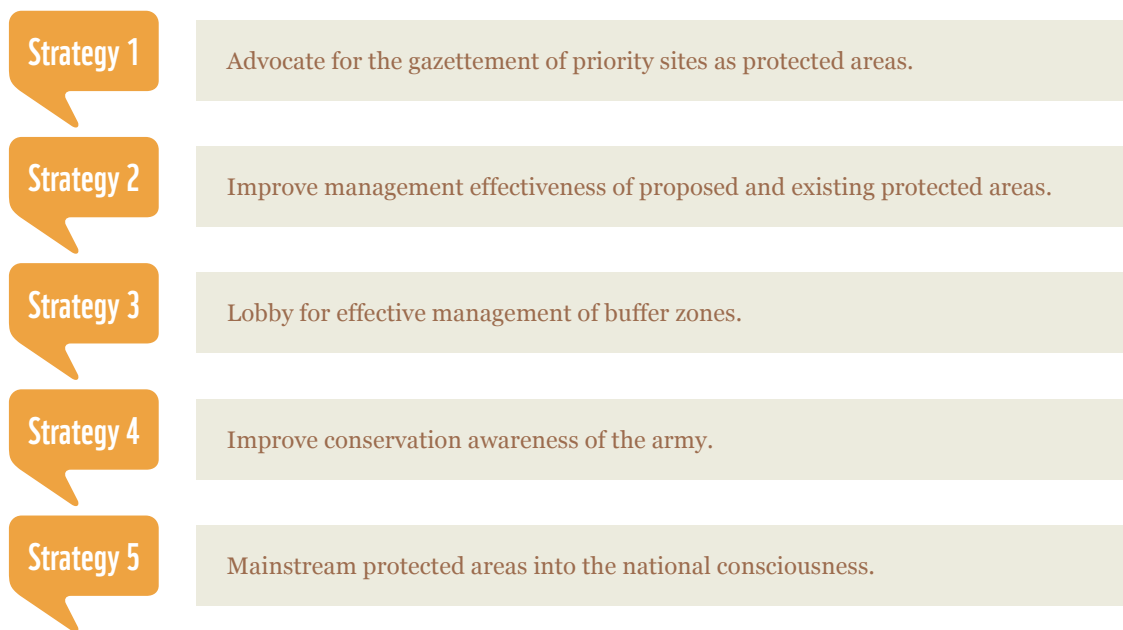 Strategy 1
Advocate for the gazettement of priority sites as protected areas.
Strategy 2
Improve management effectiveness of proposed and existing protected areas.
Strategy 3
Lobby for effective management of buffer zones.
Strategy 4
Improve conservation awareness of the army.
Strategy 5
Mainstream protected areas into the national consciousness.